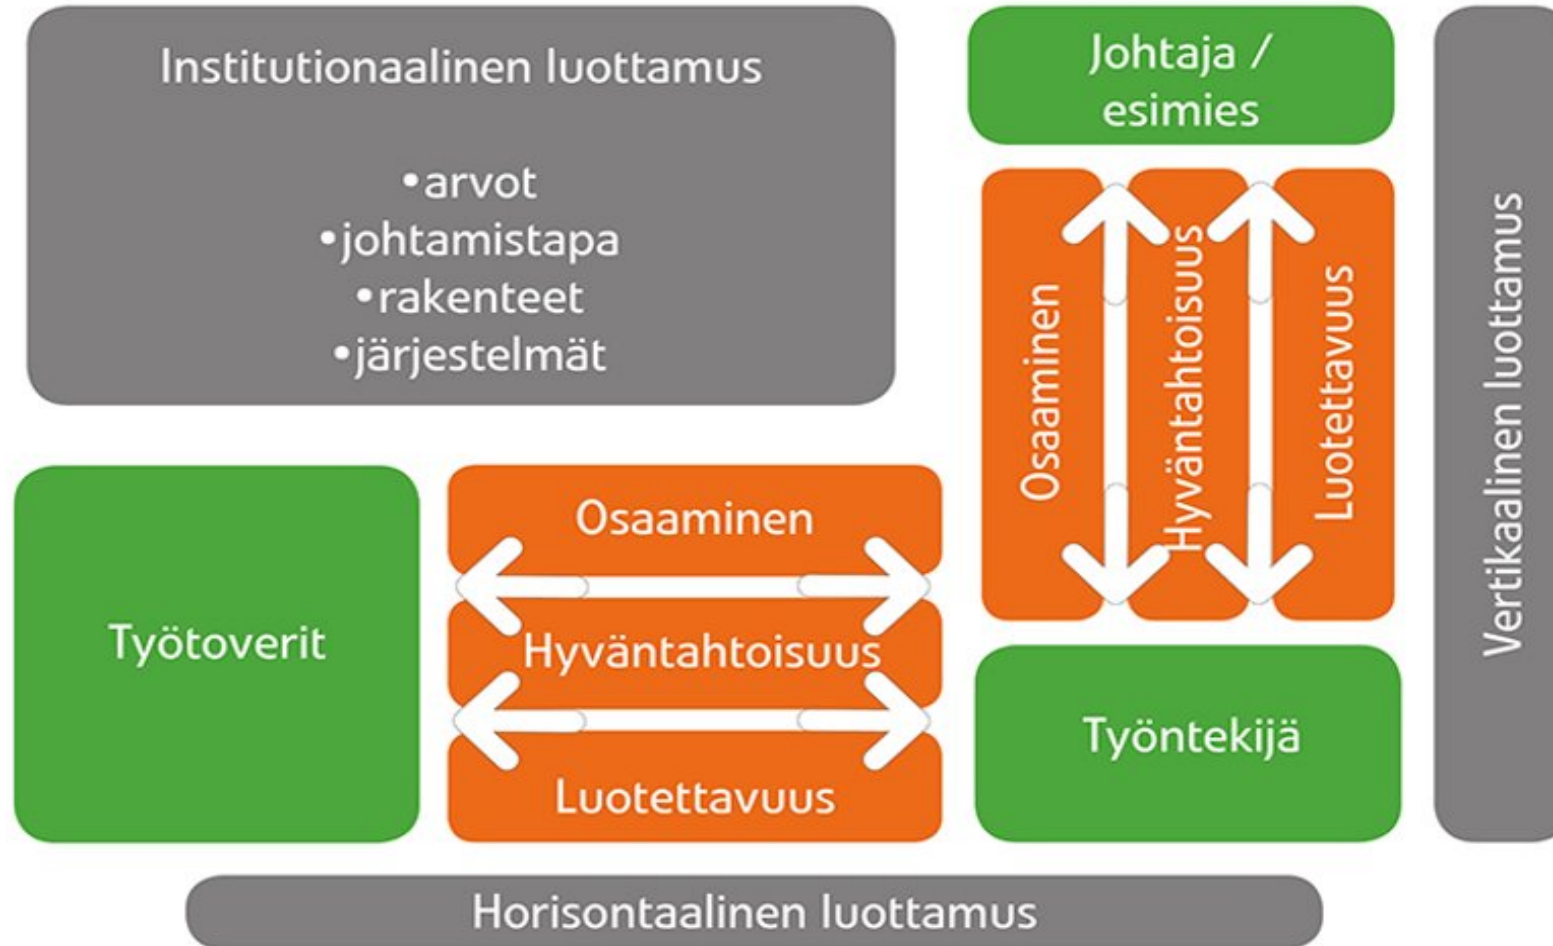 Institutionaalinen luottamus
•arvot
•johtamistapa
•rakenteet
•järjestelmät
Johtaja /
esimies
Osaaminen
Hyväntahtoisuus
Luotettavuus
Vertikaalinen luottamus
Työtoverit
Osaaminen
Hyväntahtoisuus
Luotettavuus
Työntekijä
Horisontaalinen luottamus